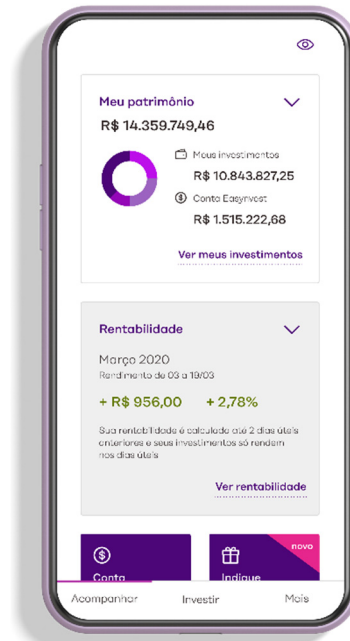 Meu patrimônio
R$ 14.359.749,46
Meus investimentos
R$ 10.843.827,25
Conta Easynvest
R$ 1.515.222,68
Ver meus investimentos
Rentabilidade
Março 2020
Rendimento de 03 a 19/03
+ R$ 956,00 + 2,78%
Sua rentabilidade é calculada até 2 dias úteis
anteriores e seus investimentos só rendem
nos dias úteis
Ver rentabilidade
novo
Conta
Indique
Acompanhar Investir Mais